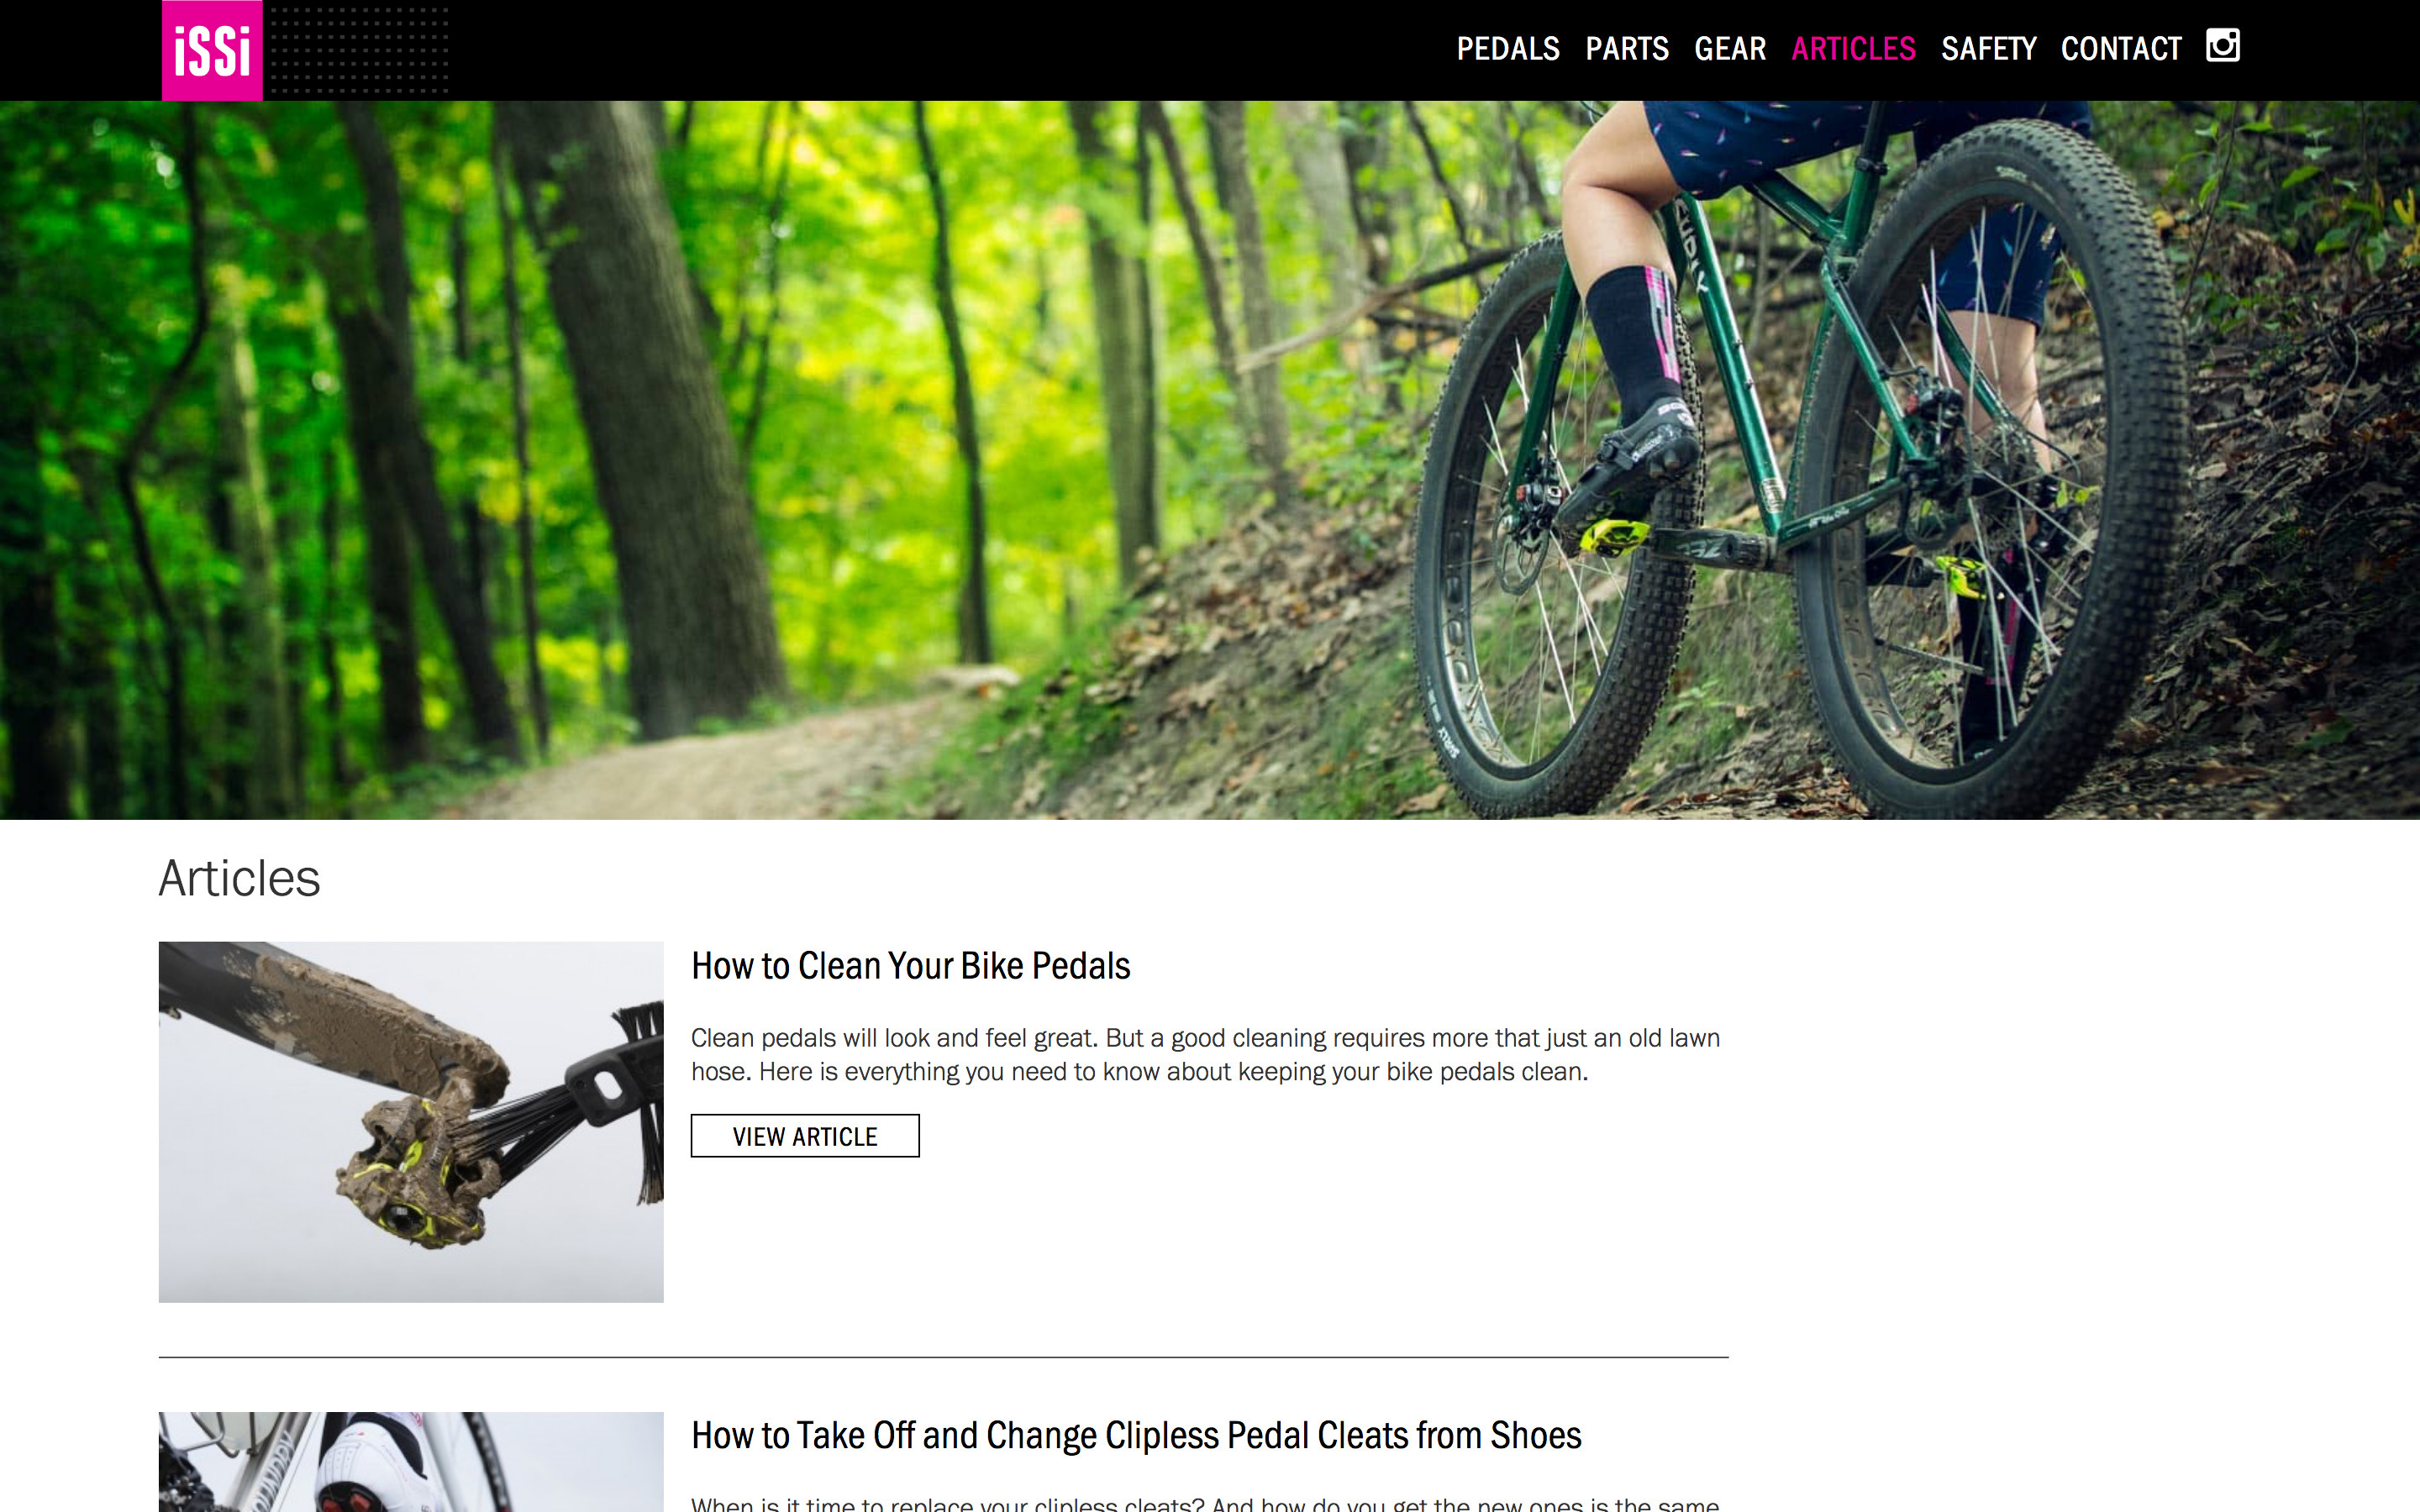 iSSi
PEDALS PARTS GEAR ARTICLES SAFETY CONTACT
SURLY
Articles
How to Clean Your Bike Pedals
Clean pedals will look and feel great. But a good cleaning requires more that just an old lawn
hose. Here is everything you need to know about keeping your bike pedals clean.
VIEW ARTICLE
How to Take Off and Change Clipless Pedal Cleats from Shoes
When is it time to replace your clipless cleats? And how do you get the new ones is the same